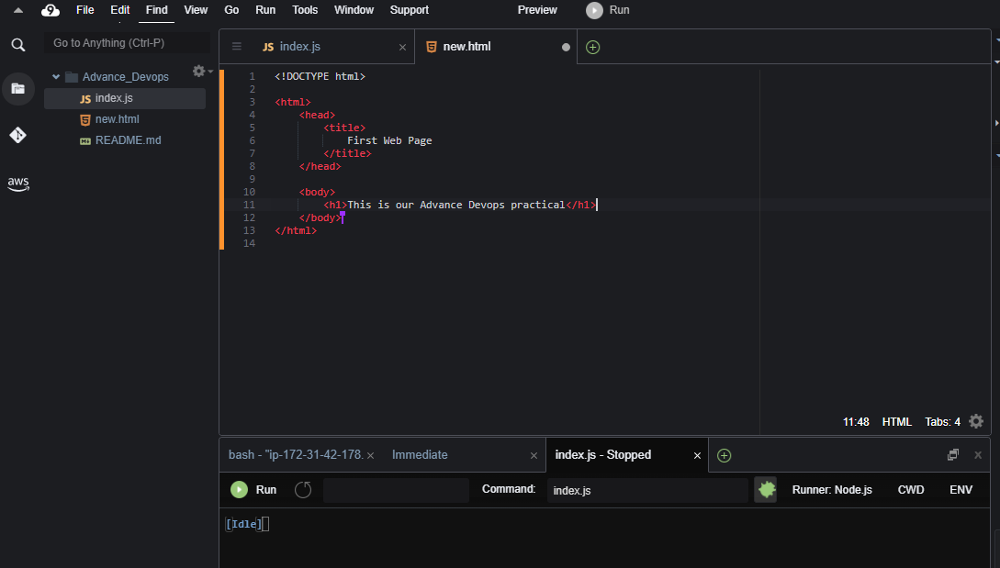 9 File Edit Find View Go Run Tools Window Support Preview Run
Go to Anything (Ctrl-P)
Advance_Devops
JS index.js
new.html
README.md
aws
JS index.js × new.html
1 <!DOCTYPE html>
2
3 <html>
4 <head>
5 <title>
6 First Web Page
7 </title>
8 </head>
9
10 <body>
11 <h1>This is our Advance Devops practical</h1>
12 </body>
13 </html>
14
11:48 HTML Tabs: 4
bash - "ip-172-31-42-178. × Immediate × index.js - Stopped × x
Run Command: index.js Runner: Node.js CWD ENV
[Idle]